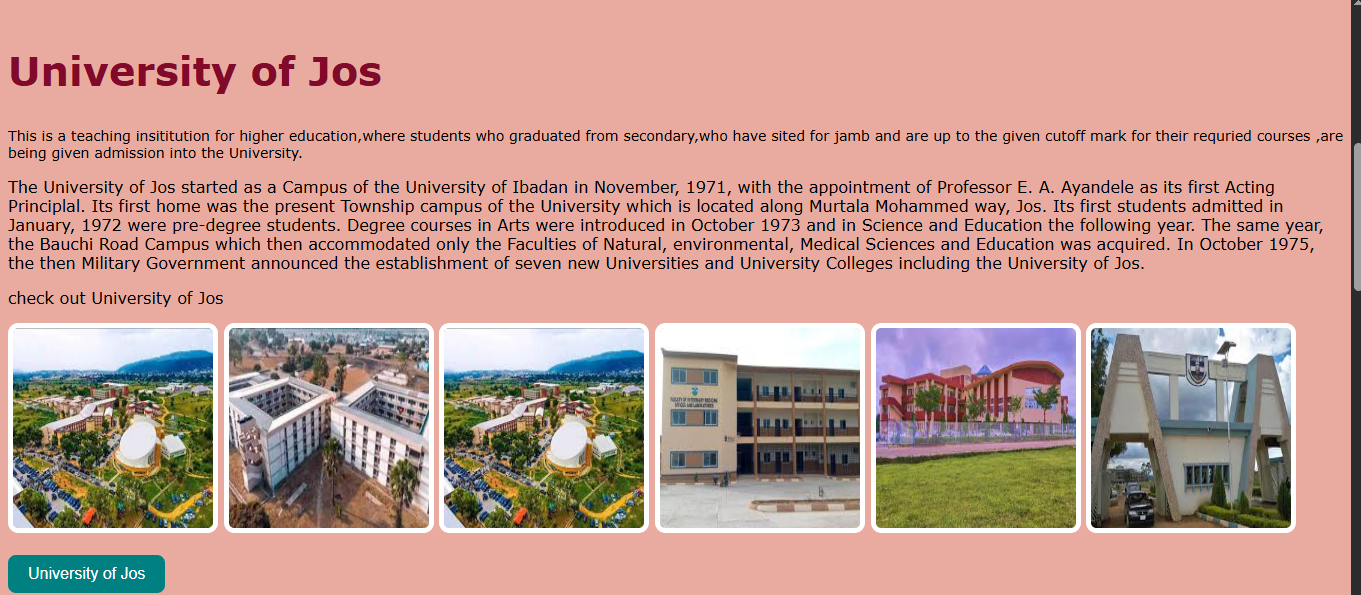 University of Jos
This is a teaching insititution for higher education,where students who graduated from secondary,who have sited for jamb and are up to the given cutoff mark for their requried courses ,are
being given admission into the University.
The University of Jos started as a Campus of the University of Ibadan in November, 1971, with the appointment of Professor E. A. Ayandele as its first Acting
Principlal. Its first home was the present Township campus of the University which is located along Murtala Mohammed way, Jos. Its first students admitted in
January, 1972 were pre-degree students. Degree courses in Arts were introduced in October 1973 and in Science and Education the following year. The same year,
the Bauchi Road Campus which then accommodated only the Faculties of Natural, environmental, Medical Sciences and Education was acquired. In October 1975,
the then Military Government announced the establishment of seven new Universities and University Colleges including the University of Jos.
check out University of Jos
FACULTY OF VETERINARY MEDICINE
OFFICES AND LABORATORIES
University of Jos